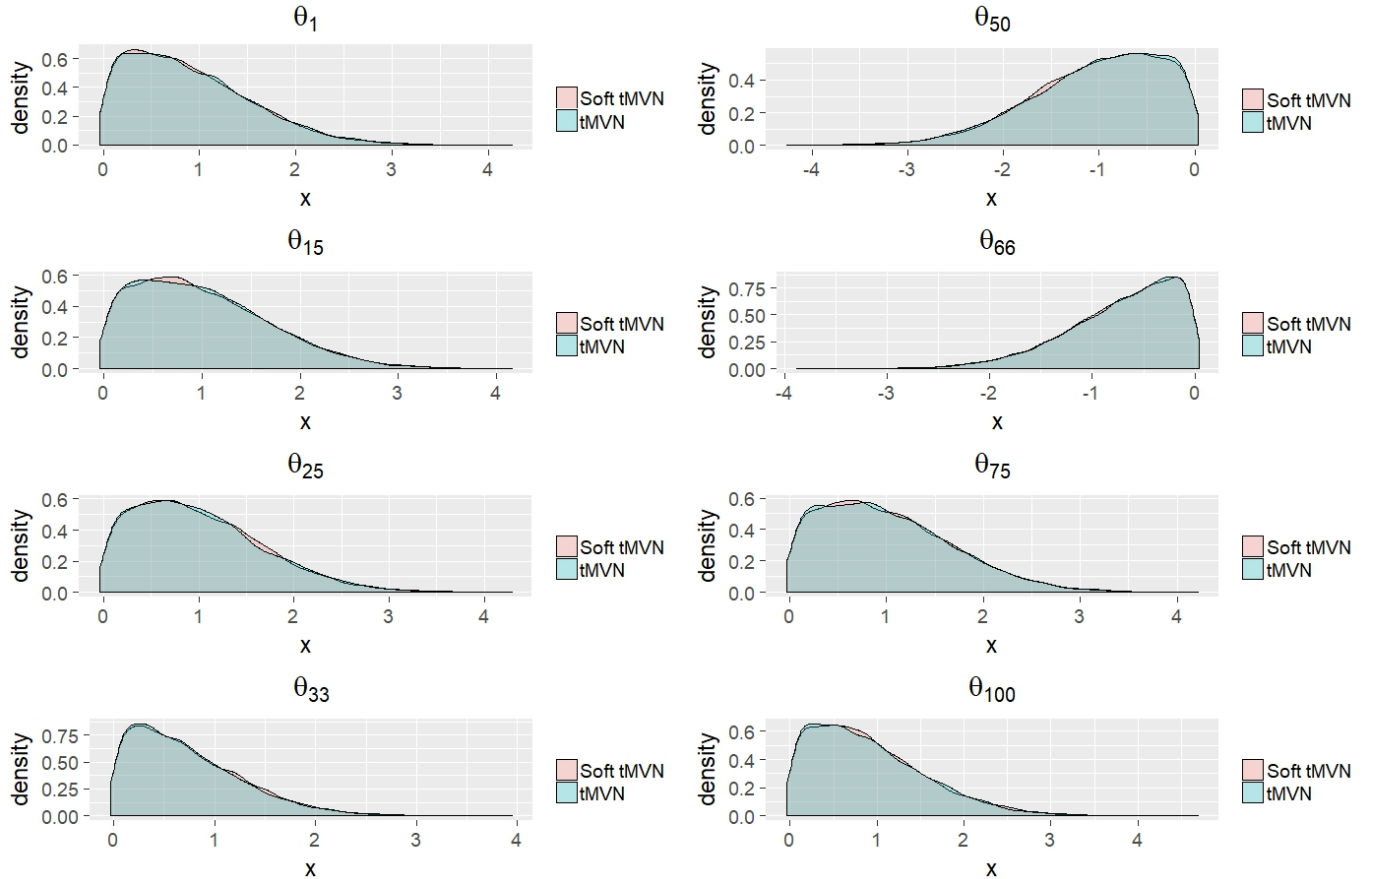 θ1
density
0.6
0.4
0.2
0.0
0 1 2 3 4
x
Soft tMVN
tMVN
θ50
density
0.4
0.2
0.0
-4 -3 -2 -1 0
x
Soft tMVN
tMVN
θ15
density
0.6
0.4
0.2
0.0
0 1 2 3 4
x
Soft tMVN
tMVN
θ66
density
0.75
0.50
0.25
0.00
-4 -3 -2 -1 0
x
Soft tMVN
tMVN
θ25
density
0.6
0.4
0.2
0.0
0 1 2 3 4
x
Soft tMVN
tMVN
θ75
density
0.6
0.4
0.2
0.0
0 1 2 3 4
x
Soft tMVN
tMVN
θ33
density
0.75
0.50
0.25
0.00
0 1 2 3 4
x
Soft tMVN
tMVN
θ100
density
0.6
0.4
0.2
0.0
0 1 2 3 4
x
Soft tMVN
tMVN